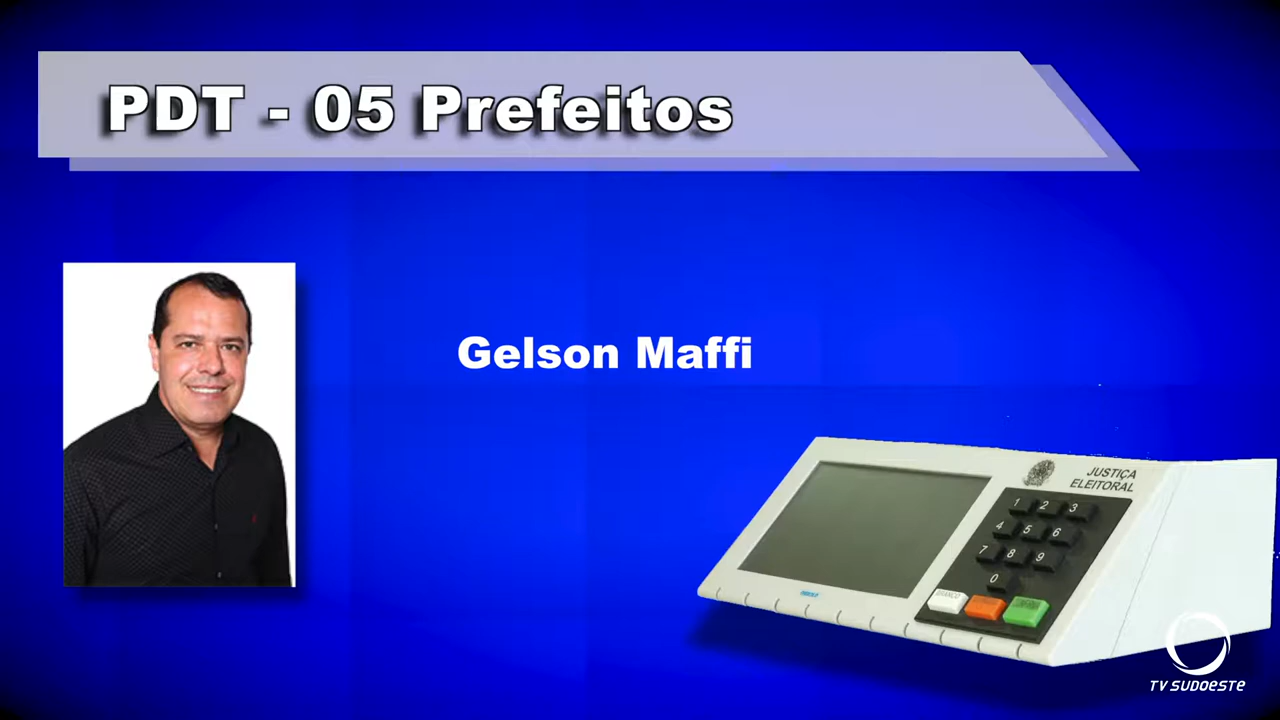 PDT - 05 Prefeitos
Gelson Maffi
JUSTIÇA
ELEITORAL
1 2 3
4 5 6
7 8 9
0
BRANCO
TV SUDOESTE